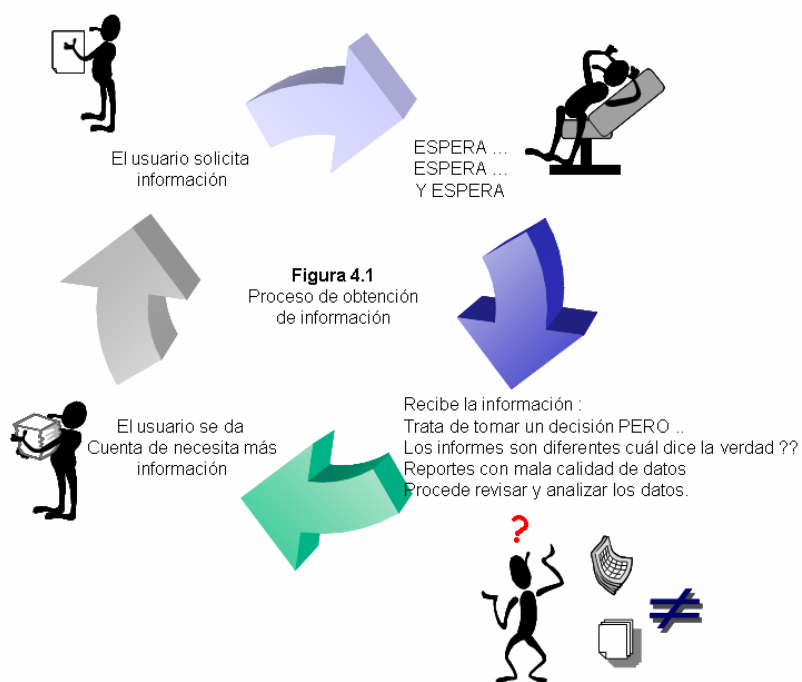 El usuario solicita
información
ESPERA ...
ESPERA ...
Y ESPERA
Figura 4.1
Proceso de obtención
de información
Recibe la información :
Trata de tomar un decisión PERO ..
Los informes son diferentes cuál dice la verdad ??
Reportes con mala calidad de datos
Procede revisar y analizar los datos.
El usuario se da
Cuenta de necesita más
información
?
≠